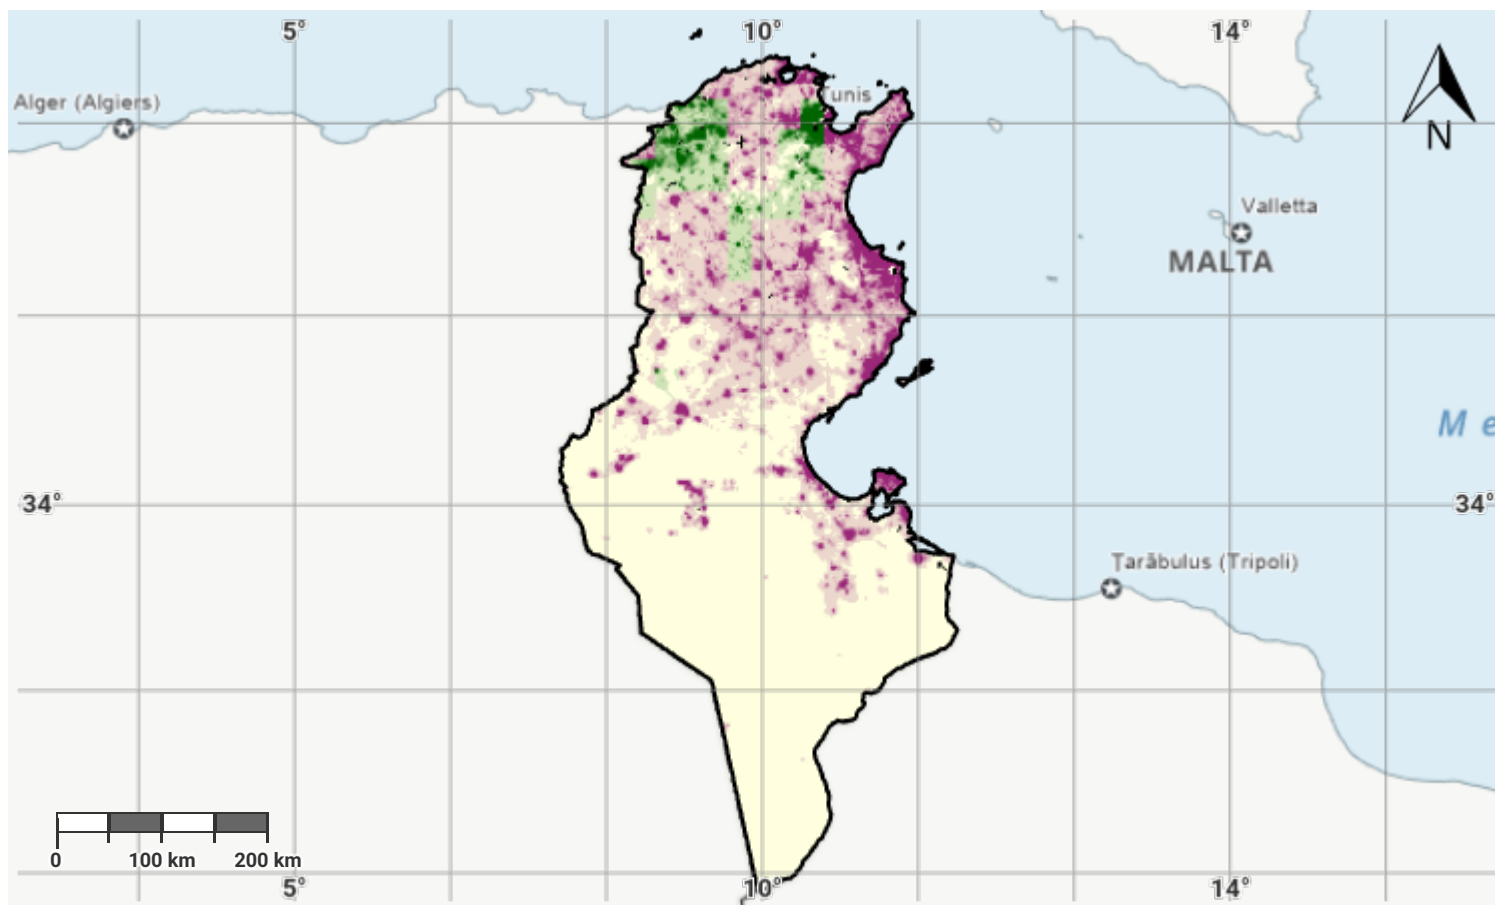 5° 10° 14°
Alger (Algiers)
Tunis
N
Valletta
MALTA
M e
34° 34°
Tarābulus (Tripoli)
0 100 km 200 km
5° 10° 14°